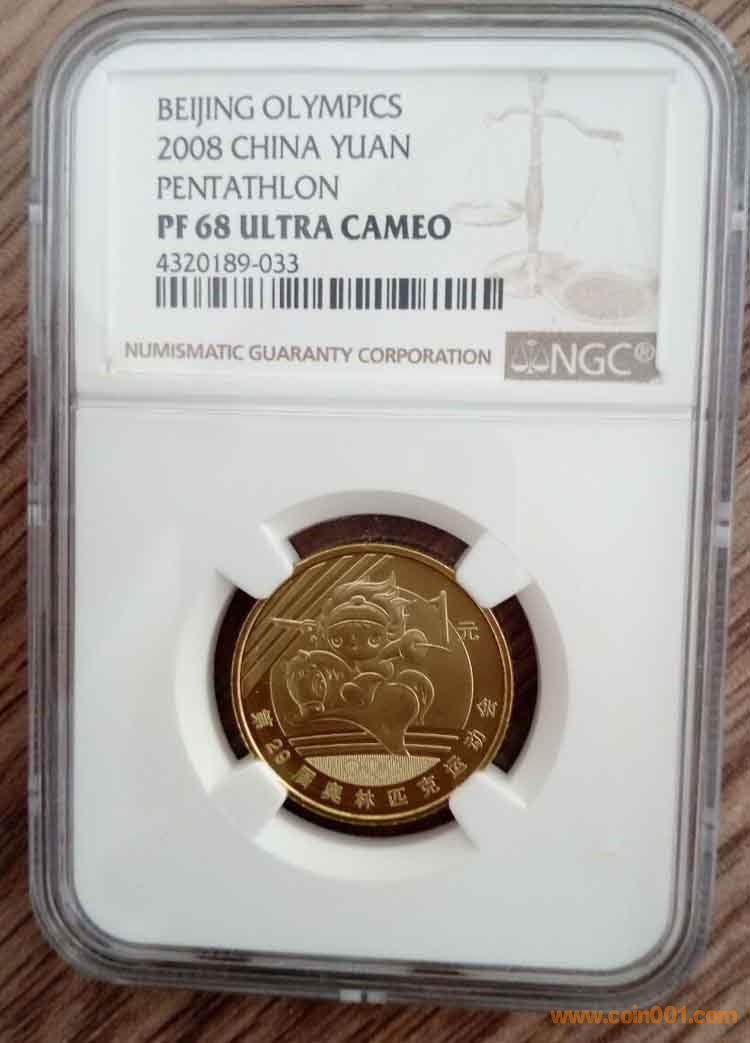 BEIJING OLYMPICS
2008 CHINA YUAN
PENTATHLON
PF 68 ULTRA CAMEO
4320189-033
NUMISMATIC GUARANTY CORPORATION NGC®
1元
第29届奥林匹克运动会
www.coin001.com